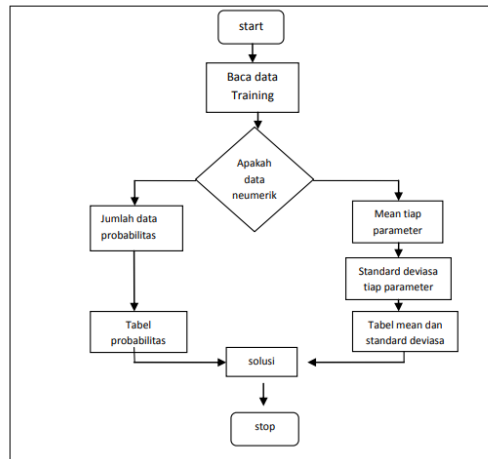 start
Baca data
Training
Apakah
data
neumerik
Jumlah data
probabilitas
Tabel
probabilitas
Mean tiap
parameter
Standard deviasa
tiap parameter
Tabel mean dan
standard deviasa
solusi
stop